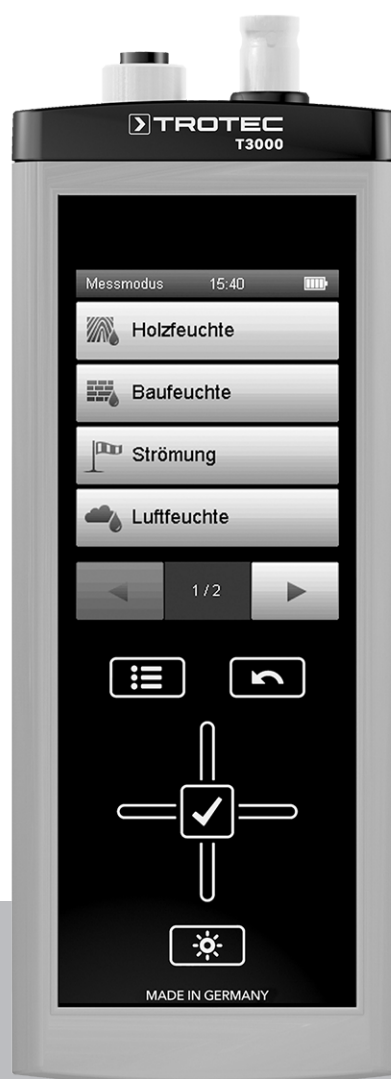 TROTEC
T3000
Messmodus 15:40
Holzfeuchte
Baufeuchte
Strömung
Luftfeuchte
1/2
MADE IN GERMANY